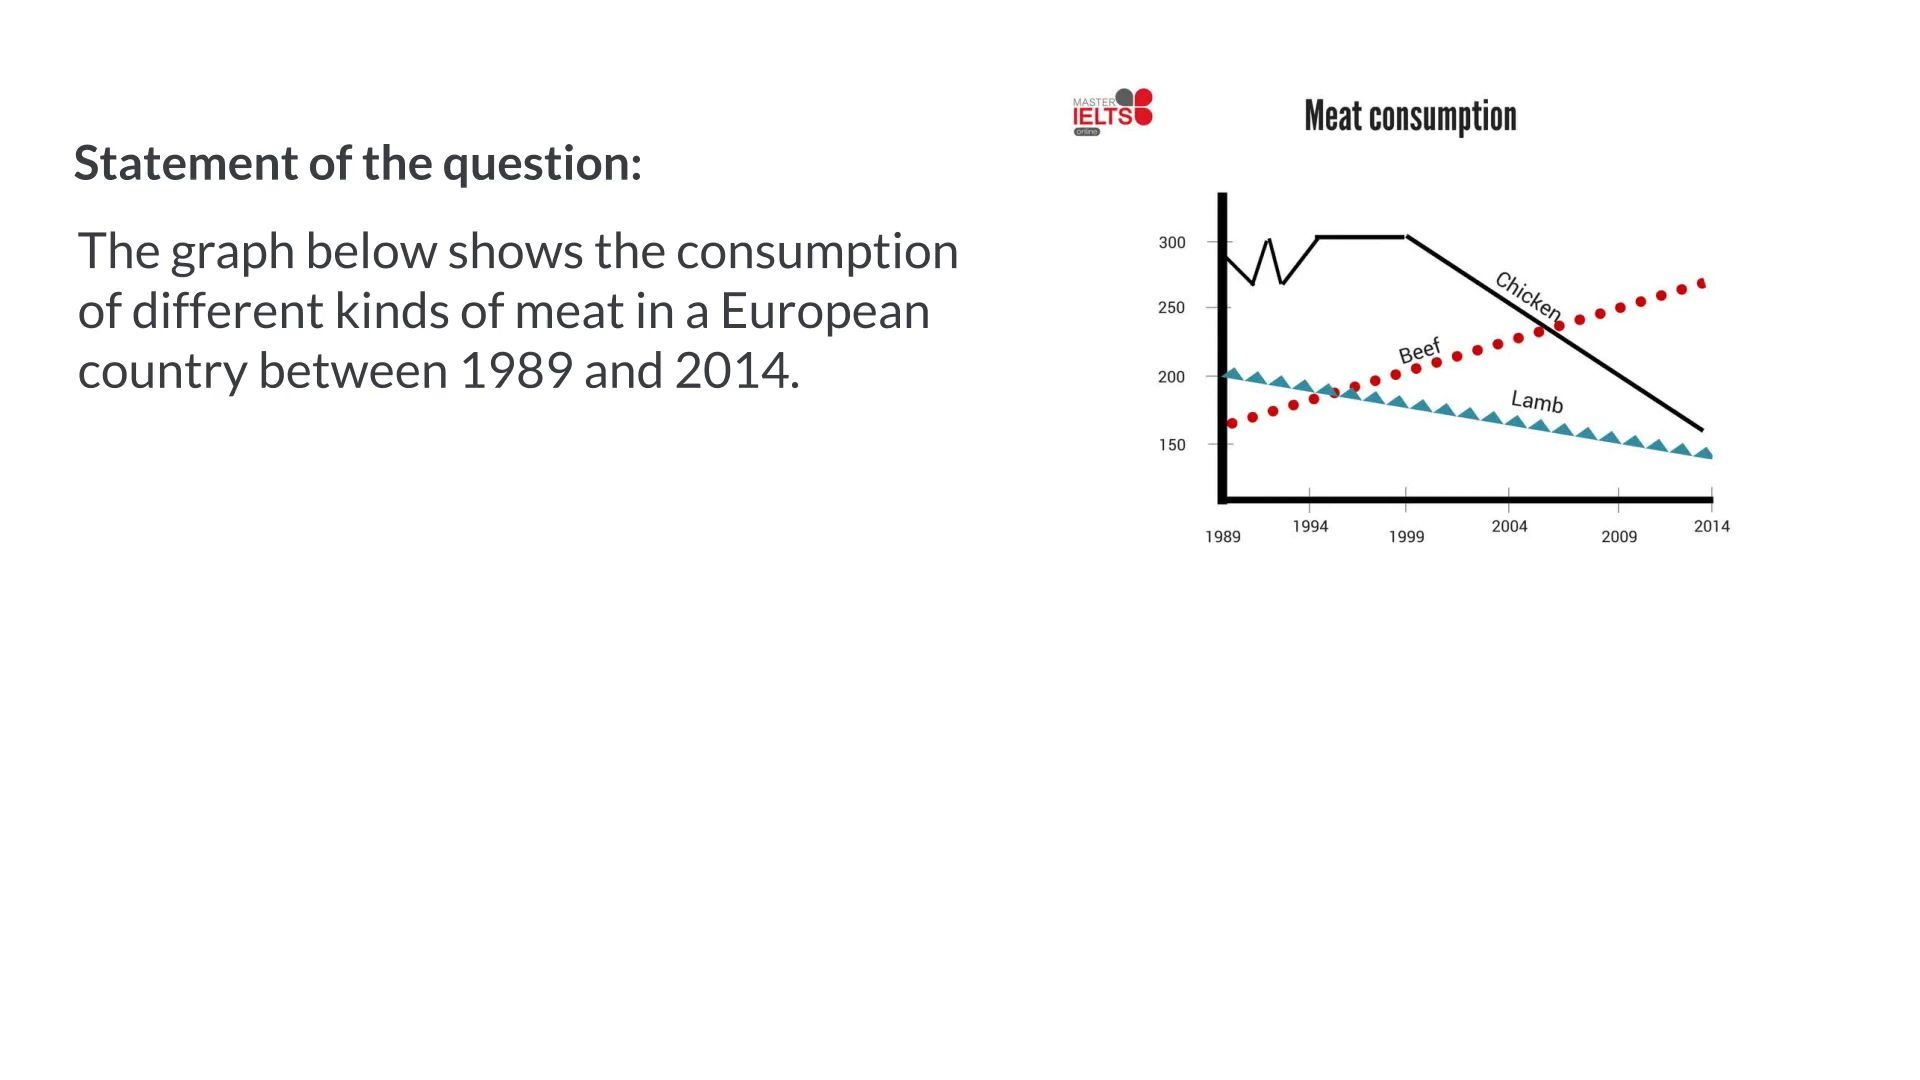 Statement of the question:
The graph below shows the consumption
of different kinds of meat in a European
country between 1989 and 2014.
MASTER
IELTS
online
Meat consumption
300
250
200
150
Chicken
Beef
Lamb
1989
1994
1999
2004
2009
2014